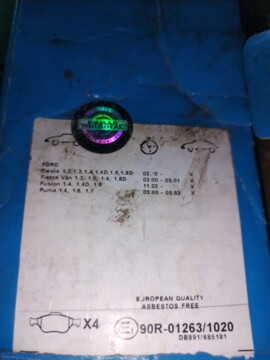 ORIGINAL
FORD
Fiesta 1.2,1.3,1.4,1.4D,1.6,1.8D 02. - X
Fiesta Van 1.2, 1.3, 1.4, 1.8D 02.00 - 05.01 X
Fusion 1.4, 1.4D, 1.6 11.02 - X
Puma 1.4, 1.6, 1.7 03.00 - 05.02 X
EJROPEAN QUALITY
ASBESTOS FREE
X4
90R-01263/1020
DB991/685181